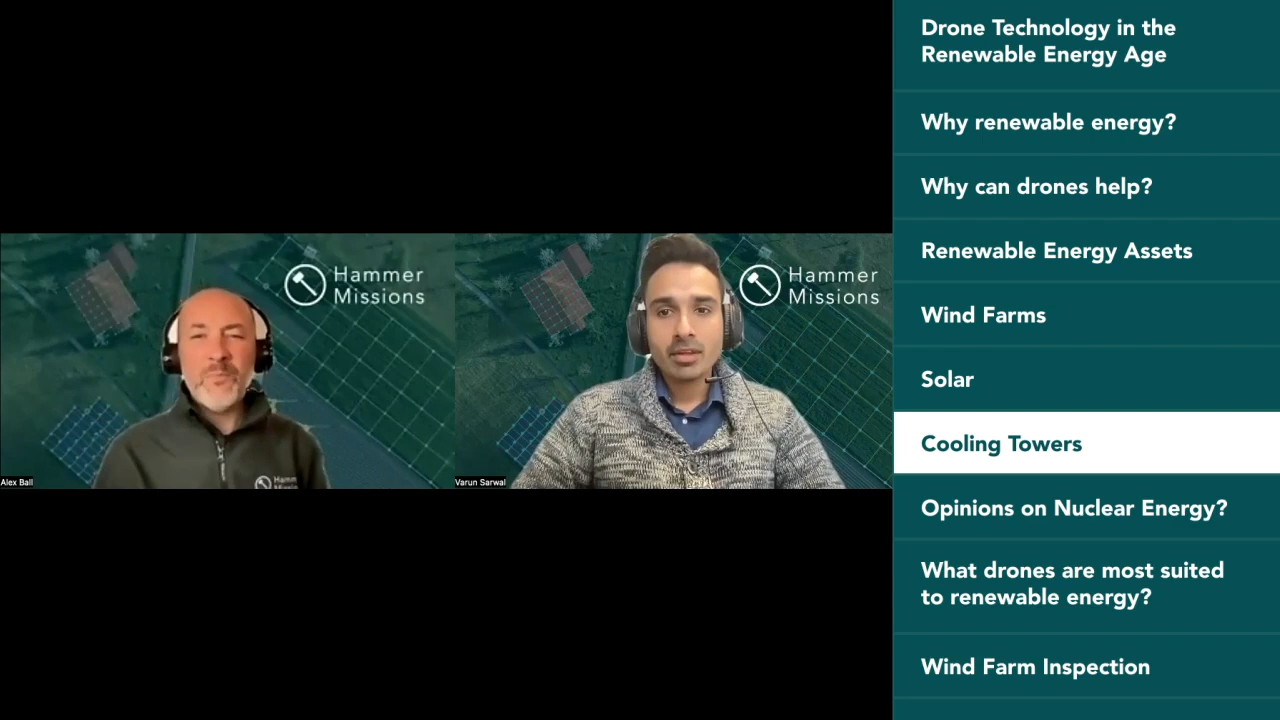 Hammer
Missions
Alex Ball
Hammer
Missions
Varun Sarwal
Drone Technology in the
Renewable Energy Age
Why renewable energy?
Why can drones help?
Renewable Energy Assets
Wind Farms
Solar
Cooling Towers
Opinions on Nuclear Energy?
What drones are most suited
to renewable energy?
Wind Farm Inspection